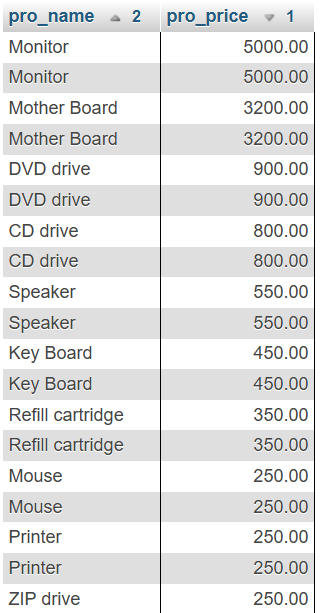 pro_name 2 pro_price 1
Monitor 5000.00
Monitor 5000.00
Mother Board 3200.00
Mother Board 3200.00
DVD drive 900.00
DVD drive 900.00
CD drive 800.00
CD drive 800.00
Speaker 550.00
Speaker 550.00
Key Board 450.00
Key Board 450.00
Refill cartridge 350.00
Refill cartridge 350.00
Mouse 250.00
Mouse 250.00
Printer 250.00
Printer 250.00
ZIP drive 250.00